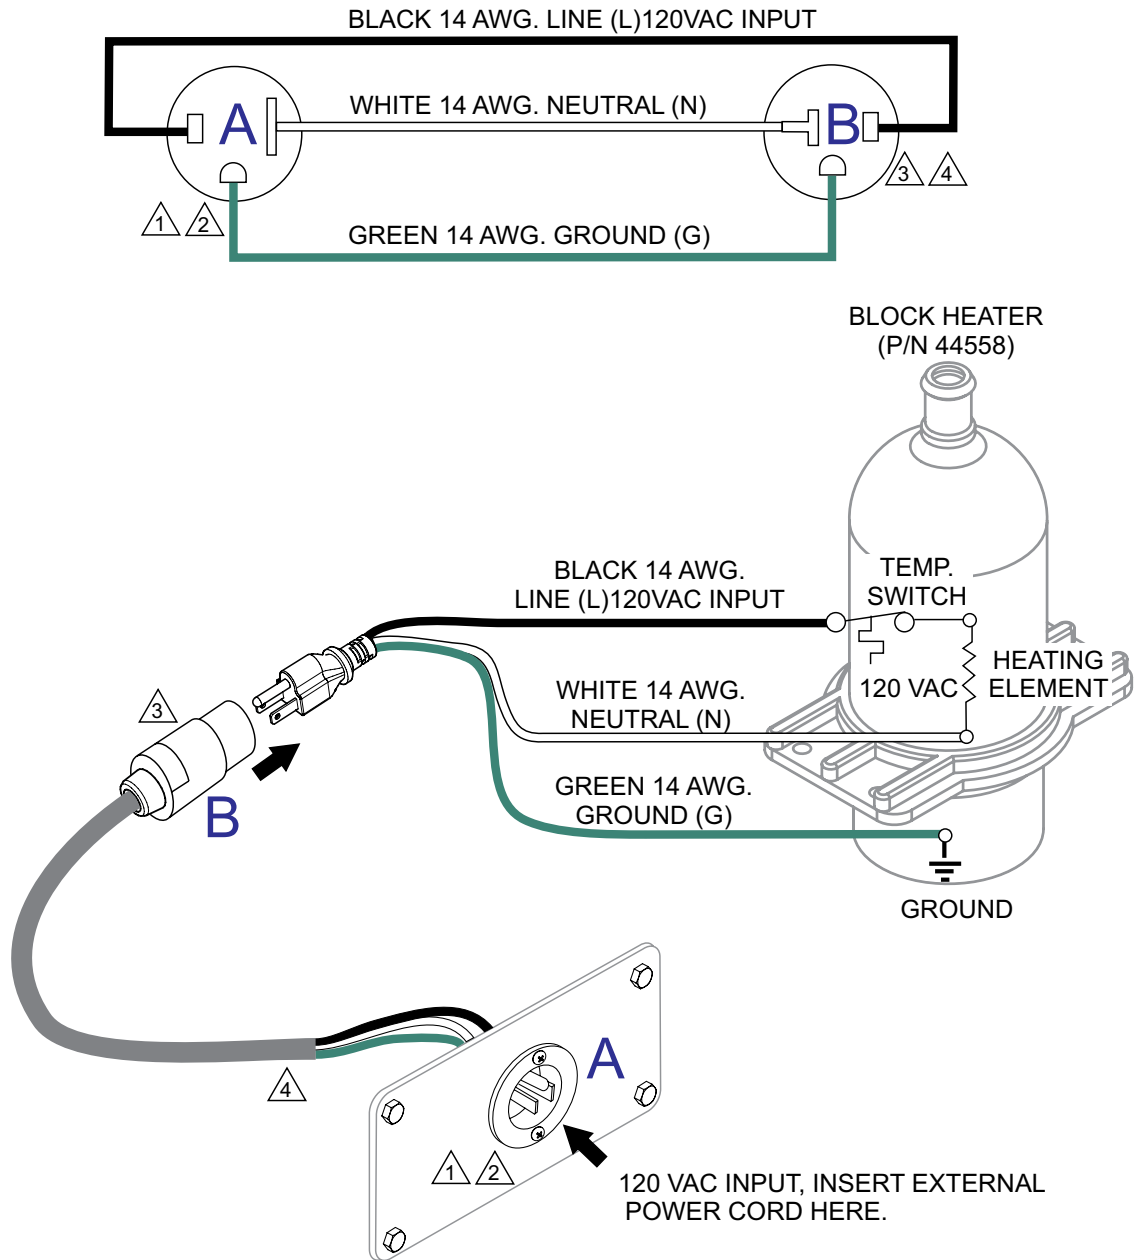 BLACK 14 AWG. LINE (L)120VAC INPUT
A
WHITE 14 AWG. NEUTRAL (N)
B
3
4
1
2
GREEN 14 AWG. GROUND (G)
BLOCK HEATER
(P/N 44558)
BLACK 14 AWG.
LINE (L)120VAC INPUT
TEMP.
SWITCH
HEATING
ELEMENT
120 VAC
WHITE 14 AWG.
NEUTRAL (N)
3
B
GREEN 14 AWG.
GROUND (G)
GROUND
A
4
1
2
120 VAC INPUT, INSERT EXTERNAL
POWER CORD HERE.